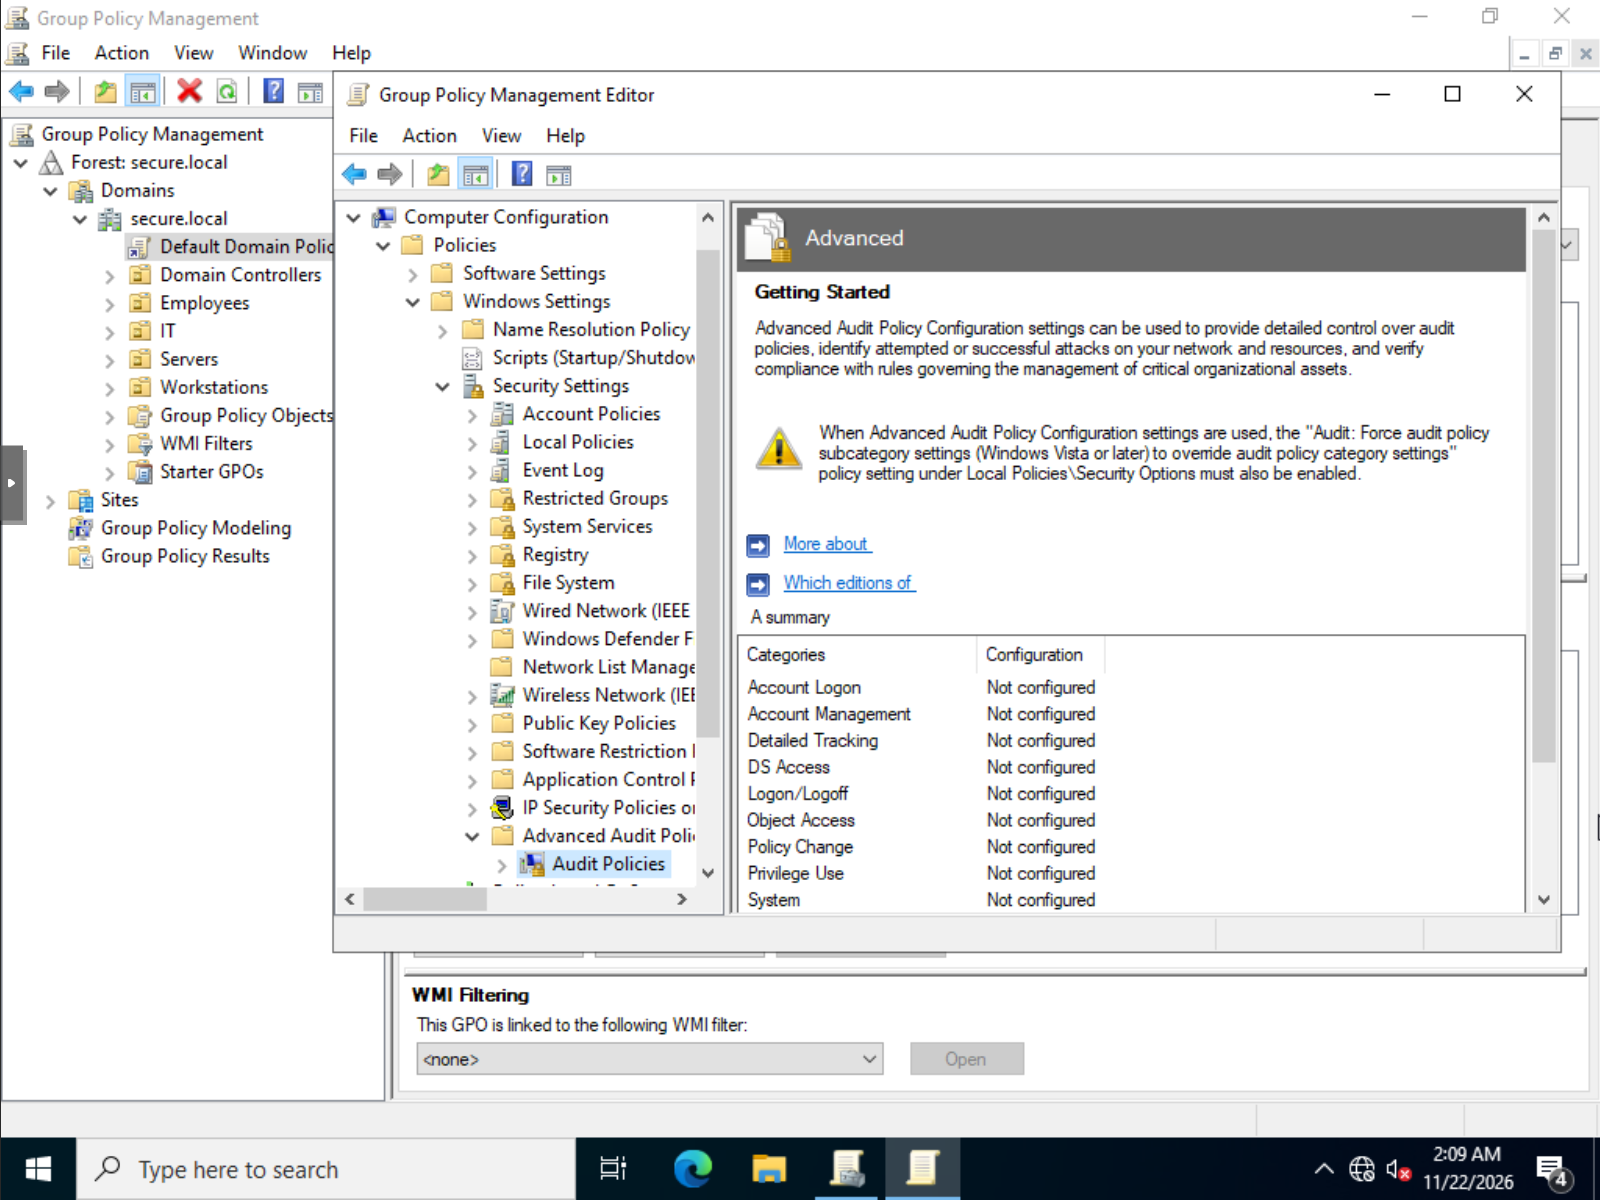 Group Policy Management
File Action View Window Help
Group Policy Management
Forest: secure.local
Domains
secure.local
Default Domain Polic
Domain Controllers
Employees
IT
Servers
Workstations
Group Policy Objects
WMI Filters
Starter GPOs
Sites
Group Policy Modeling
Group Policy Results
Group Policy Management Editor
File Action View Help
Computer Configuration
Policies
Software Settings
Windows Settings
Name Resolution Policy
Scripts (Startup/Shutdow
Security Settings
Account Policies
Local Policies
Event Log
Restricted Groups
System Services
Registry
File System
Wired Network (IEEE
Windows Defender F
Network List Manage
Wireless Network (IEE
Public Key Policies
Software Restriction
Application Control P
IP Security Policies o
Advanced Audit Poli
Audit Policies
Advanced
Getting Started
Advanced Audit Policy Configuration settings can be used to provide detailed control over audit
policies, identify attempted or successful attacks on your network and resources, and verify
compliance with rules governing the management of critical organizational assets.
When Advanced Audit Policy Configuration settings are used, the "Audit: Force audit policy
subcategory settings (Windows Vista or later) to override audit policy category settings"
policy setting under Local Policies\Security Options must also be enabled.
More about
Which editions of
A summary
Categories Configuration
Account Logon Not configured
Account Management Not configured
Detailed Tracking Not configured
DS Access Not configured
Logon/Logoff Not configured
Object Access Not configured
Policy Change Not configured
Privilege Use Not configured
System Not configured
WMI Filtering
This GPO is linked to the following WMI filter:
<none> Open
Type here to search
2:09 AM
11/22/2026
4